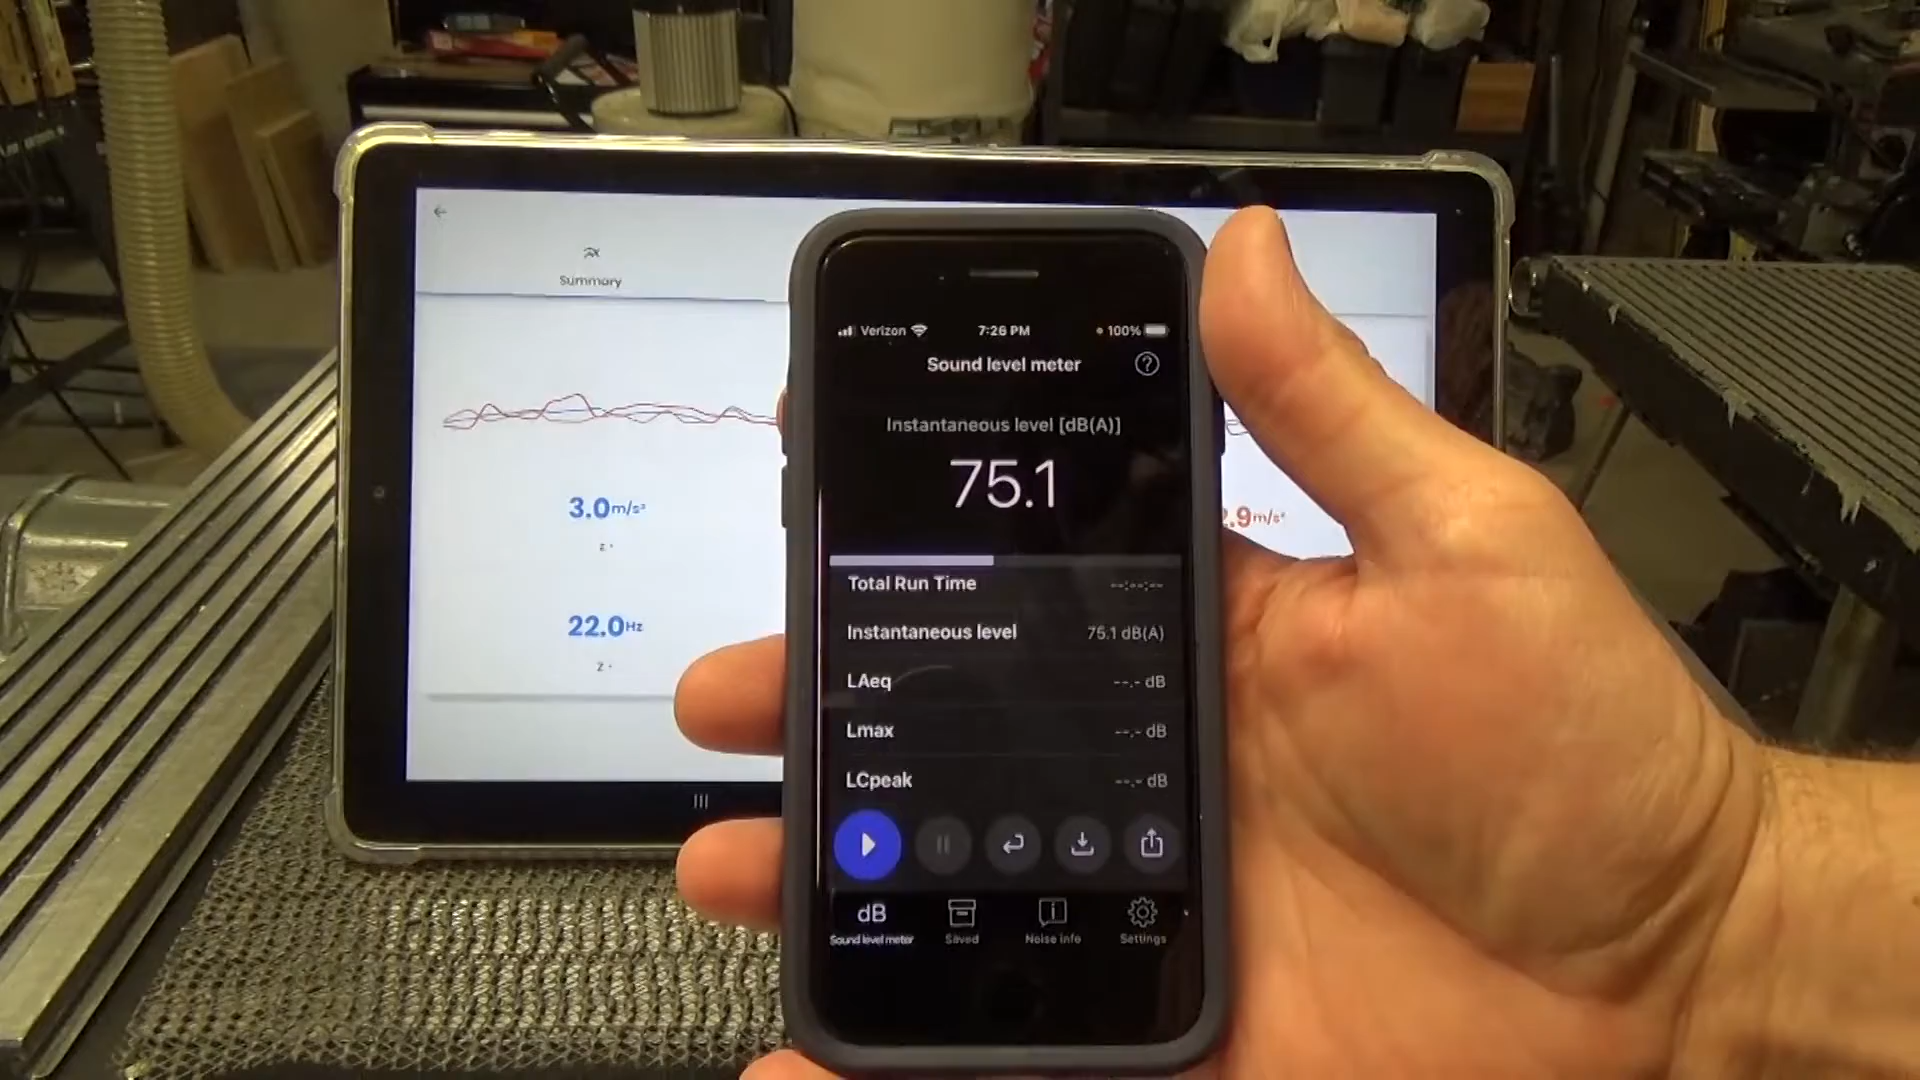 Summary
3.0m/s²
z
22.0Hz
z
2.9m/s²
Verizon
7:26 PM
100%
Sound level meter
?
Instantaneous level [dB(A)]
75.1
Total Run Time --:--:--
Instantaneous level 75.1 dB(A)
LAeq --.- dB
Lmax --.- dB
LCpeak --.- dB
dB
Sound level meter
Saved
Noise info
Settings